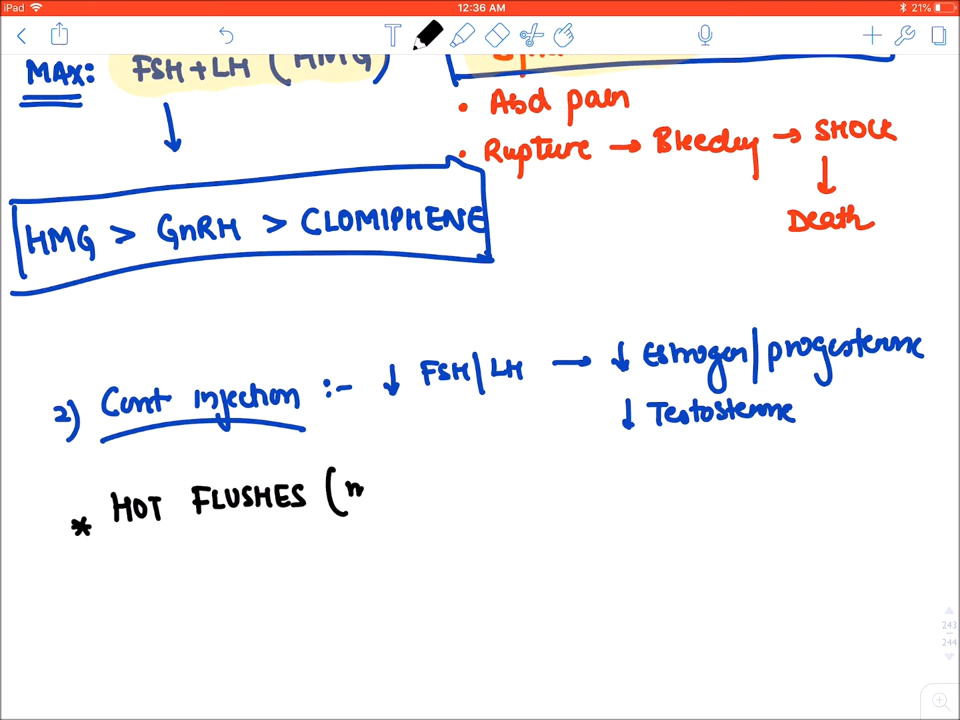 iPad 12:36 AM 21%
T
MAX: FSH+LH (HMG)
• Abd pain
• Rupture → Bleeding → SHOCK
↓
Death
HMG > GnRH > CLOMIPHENE
2) Cont injection :- ↓ FSH/LH → ↓ Estrogen/progesterone
↓ Testosterone
* HOT FLUSHES (m
243
244